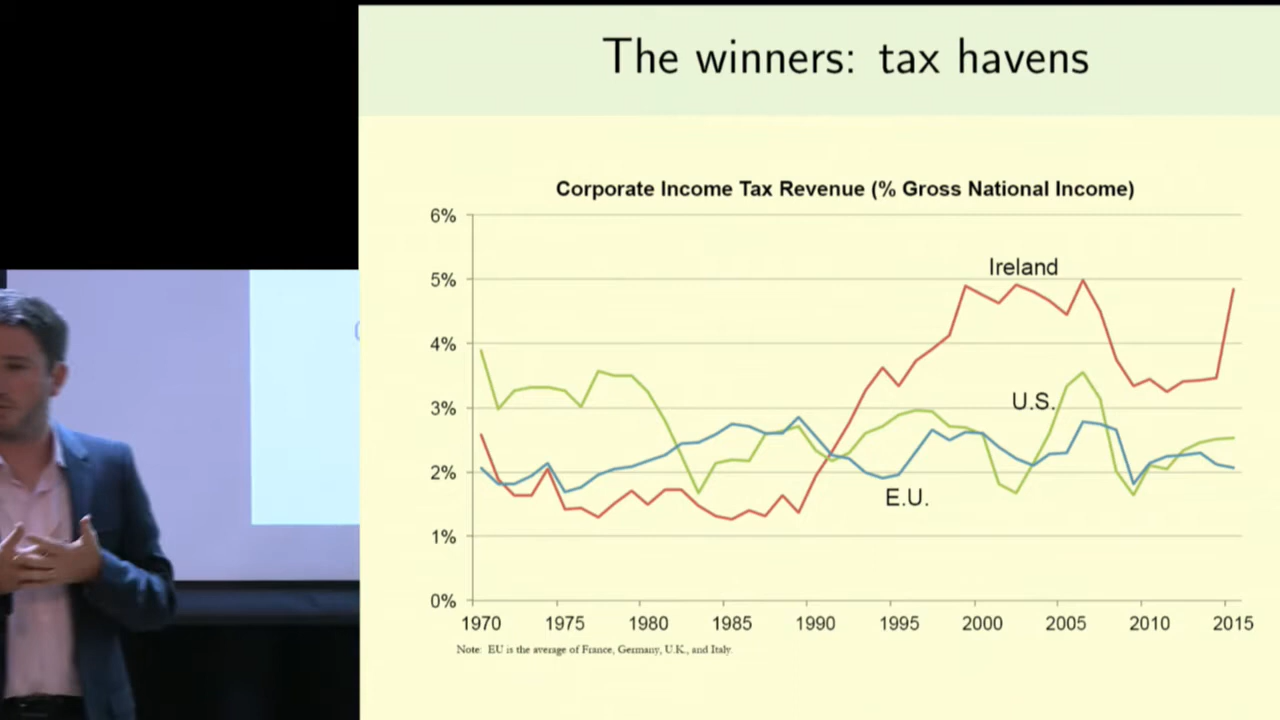 The winners: tax havens
Corporate Income Tax Revenue (% Gross National Income)
6%
5%
4%
3%
2%
1%
0%
Ireland
U.S.
E.U.
1970 1975 1980 1985 1990 1995 2000 2005 2010 2015
Note: EU is the average of France, Germany, U.K., and Italy.